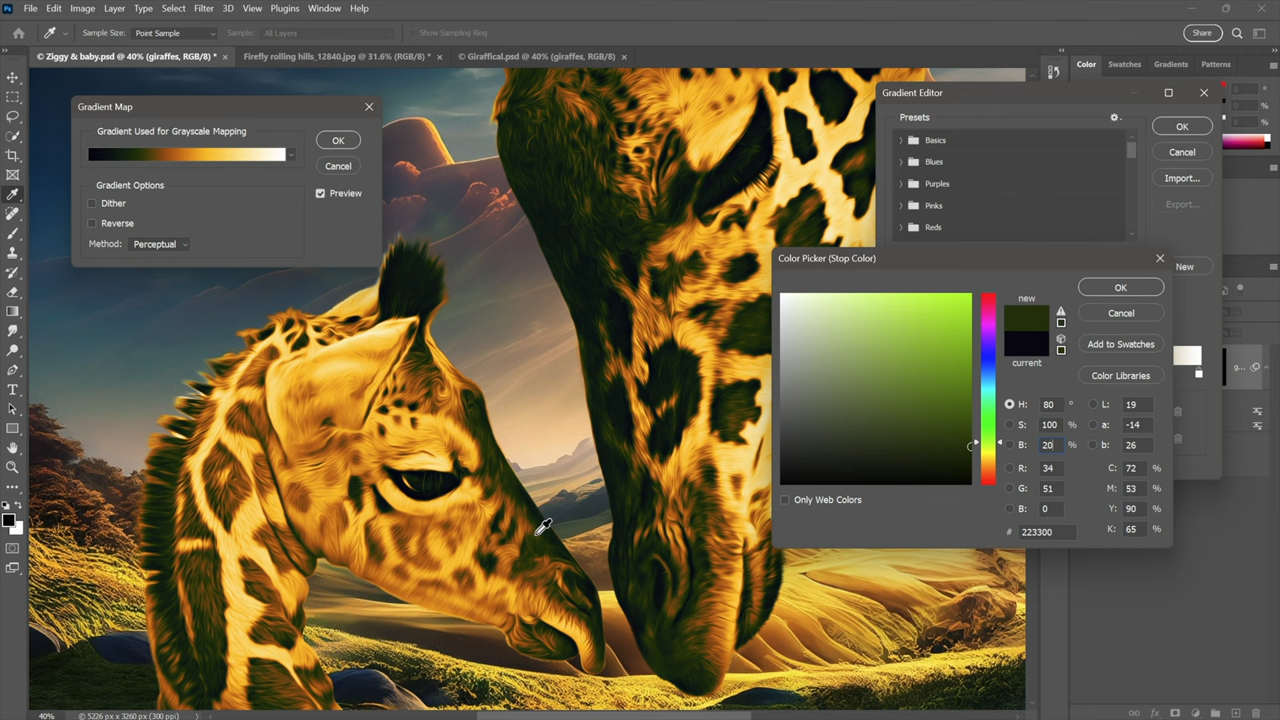 Ps File Edit Image Layer Type Select Filter 3D View Plugins Window Help
Sample Size: Point Sample Sample: All Layers Show Sampling Ring Share
© Ziggy & baby.psd @ 40% (giraffes, RGB/8) * × Firefly rolling hills_12840.jpg @ 31.6% (RGB/8) * × © Giraffical.psd @ 40% (RGB/8) ×
Color Swatches Gradients Patterns
Gradient Map
Gradient Used for Grayscale Mapping
OK
Cancel
Preview
Gradient Options
Dither
Reverse
Method: Perceptual
Gradient Editor
Presets
Basics
Blues
Purples
Pinks
Reds
OK
Cancel
Import...
Export...
New
0 °
0 %
0 %
g...
Color Picker (Stop Color)
new
current
OK
Cancel
Add to Swatches
Color Libraries
H: 80 ° L: 19
S: 100 % a: -14
B: 20 % b: 26
R: 34 C: 72 %
G: 51 M: 53 %
B: 0 Y: 90 %
# 223300 K: 65 %
Only Web Colors
40% © 5226 px x 3260 px (300 ppi)
fx